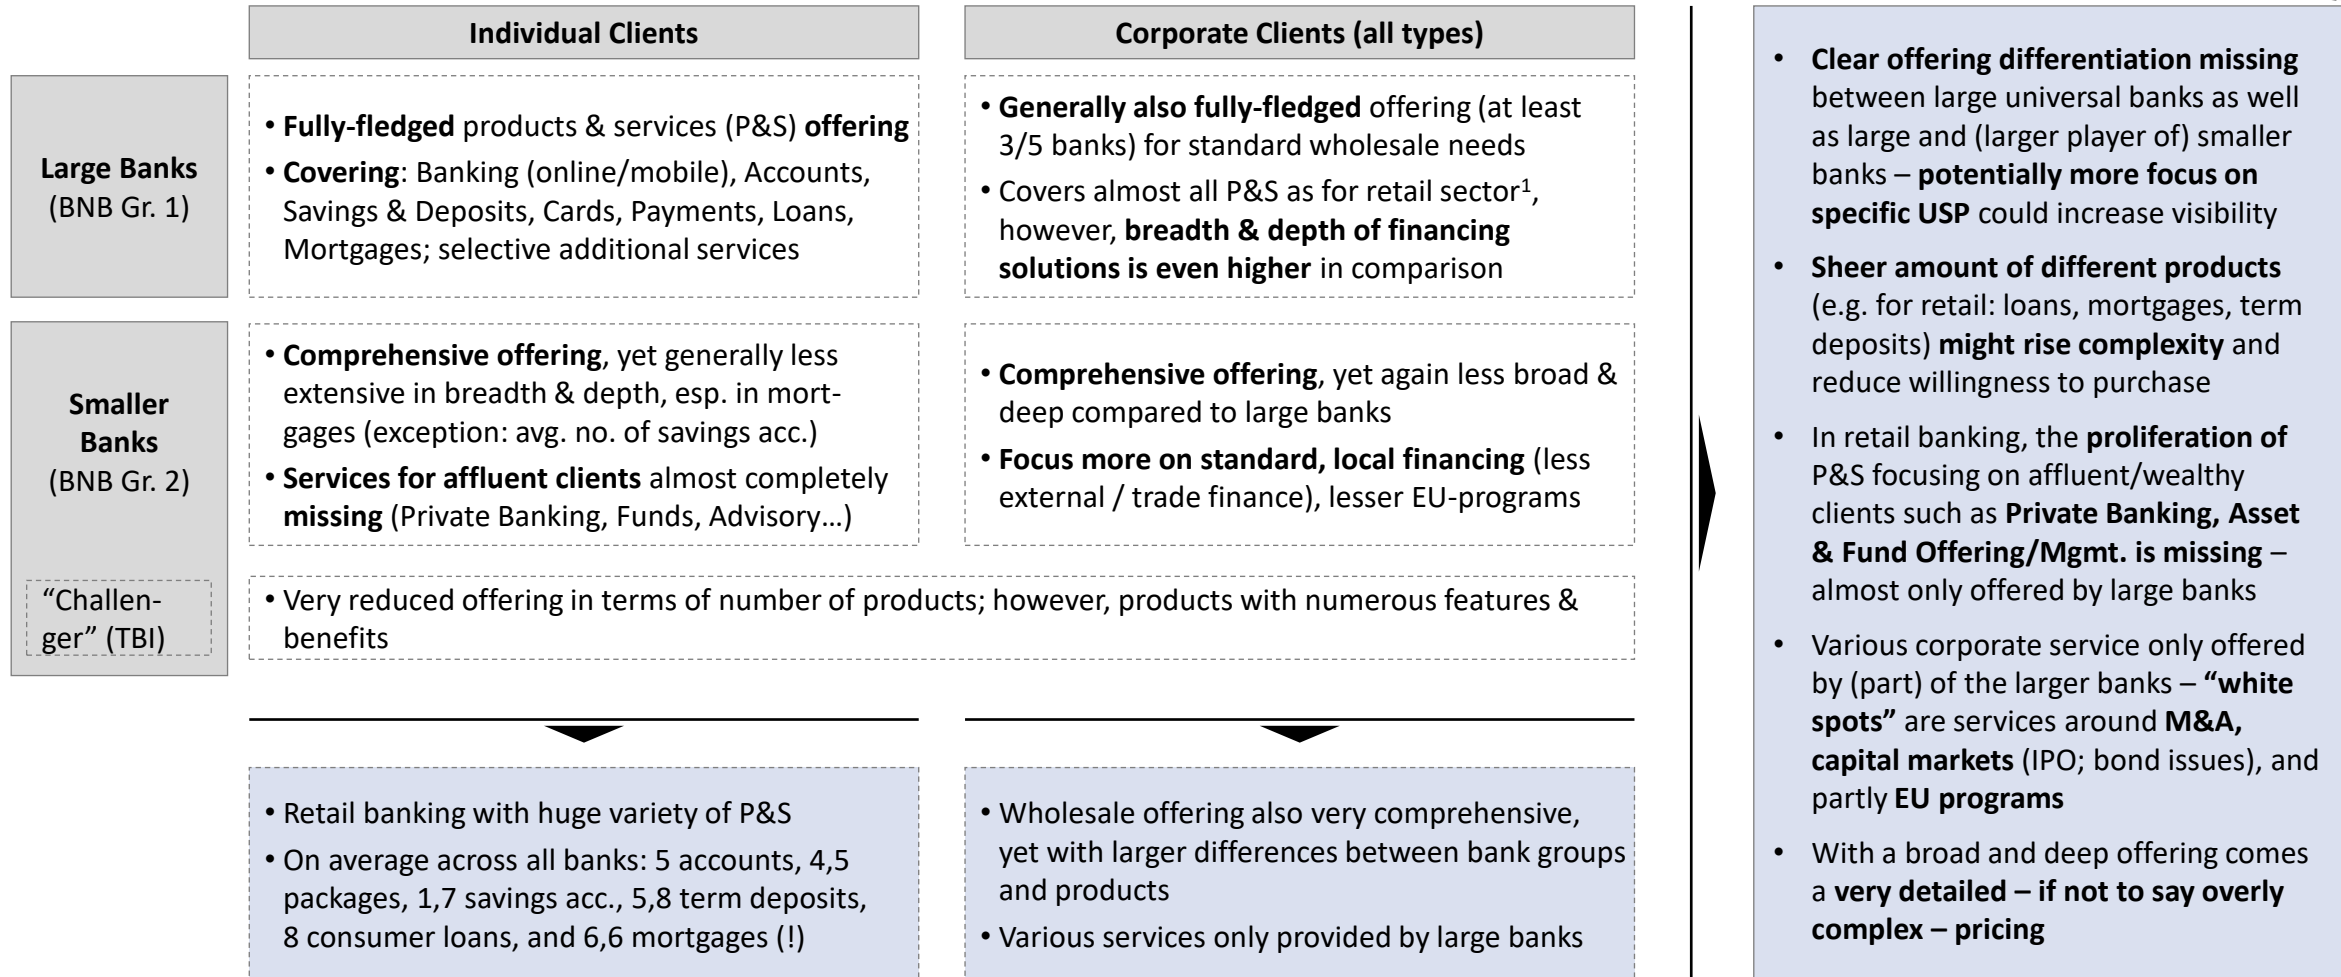 Individual Clients
Corporate Clients (all types)
Large Banks
(BNB Gr. 1)
• Fully-fledged products & services (P&S) offering
• Covering: Banking (online/mobile), Accounts,
Savings & Deposits, Cards, Payments, Loans,
Mortgages; selective additional services
• Generally also fully-fledged offering (at least
3/5 banks) for standard wholesale needs
• Covers almost all P&S as for retail sector¹,
however, breadth & depth of financing
solutions is even higher in comparison
Smaller
Banks
(BNB Gr. 2)
• Comprehensive offering, yet generally less
extensive in breadth & depth, esp. in mort-
gages (exception: avg. no. of savings acc.)
• Services for affluent clients almost completely
missing (Private Banking, Funds, Advisory…)
• Comprehensive offering, yet again less broad &
deep compared to large banks
• Focus more on standard, local financing (less
external / trade finance), lesser EU-programs
“Challen-
ger” (TBI)
• Very reduced offering in terms of number of products; however, products with numerous features &
benefits
• Retail banking with huge variety of P&S
• On average across all banks: 5 accounts, 4,5
packages, 1,7 savings acc., 5,8 term deposits,
8 consumer loans, and 6,6 mortgages (!)
• Wholesale offering also very comprehensive,
yet with larger differences between bank groups
and products
• Various services only provided by large banks
• Clear offering differentiation missing
between large universal banks as well
as large and (larger player of) smaller
banks – potentially more focus on
specific USP could increase visibility
• Sheer amount of different products
(e.g. for retail: loans, mortgages, term
deposits) might rise complexity and
reduce willingness to purchase
• In retail banking, the proliferation of
P&S focusing on affluent/wealthy
clients such as Private Banking, Asset
& Fund Offering/Mgmt. is missing –
almost only offered by large banks
• Various corporate service only offered
by (part) of the larger banks – “white
spots” are services around M&A,
capital markets (IPO; bond issues), and
partly EU programs
• With a broad and deep offering comes
a very detailed – if not to say overly
complex – pricing